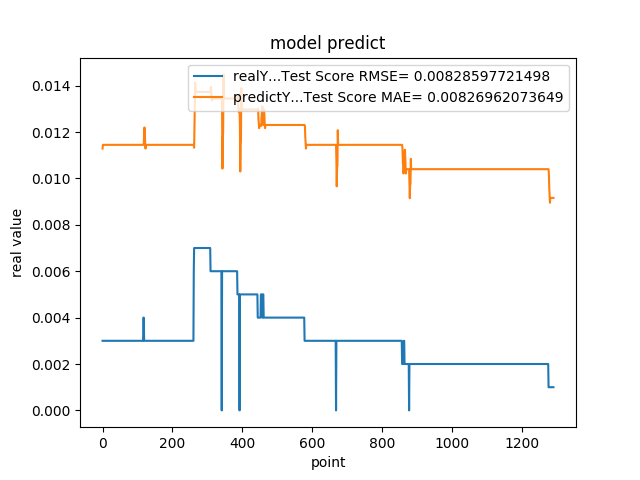 model predict
realY...Test Score RMSE= 0.00828597721498
predictY...Test Score MAE= 0.00826962073649
real value
0.014
0.012
0.010
0.008
0.006
0.004
0.002
0.000
0 200 400 600 800 1000 1200
point